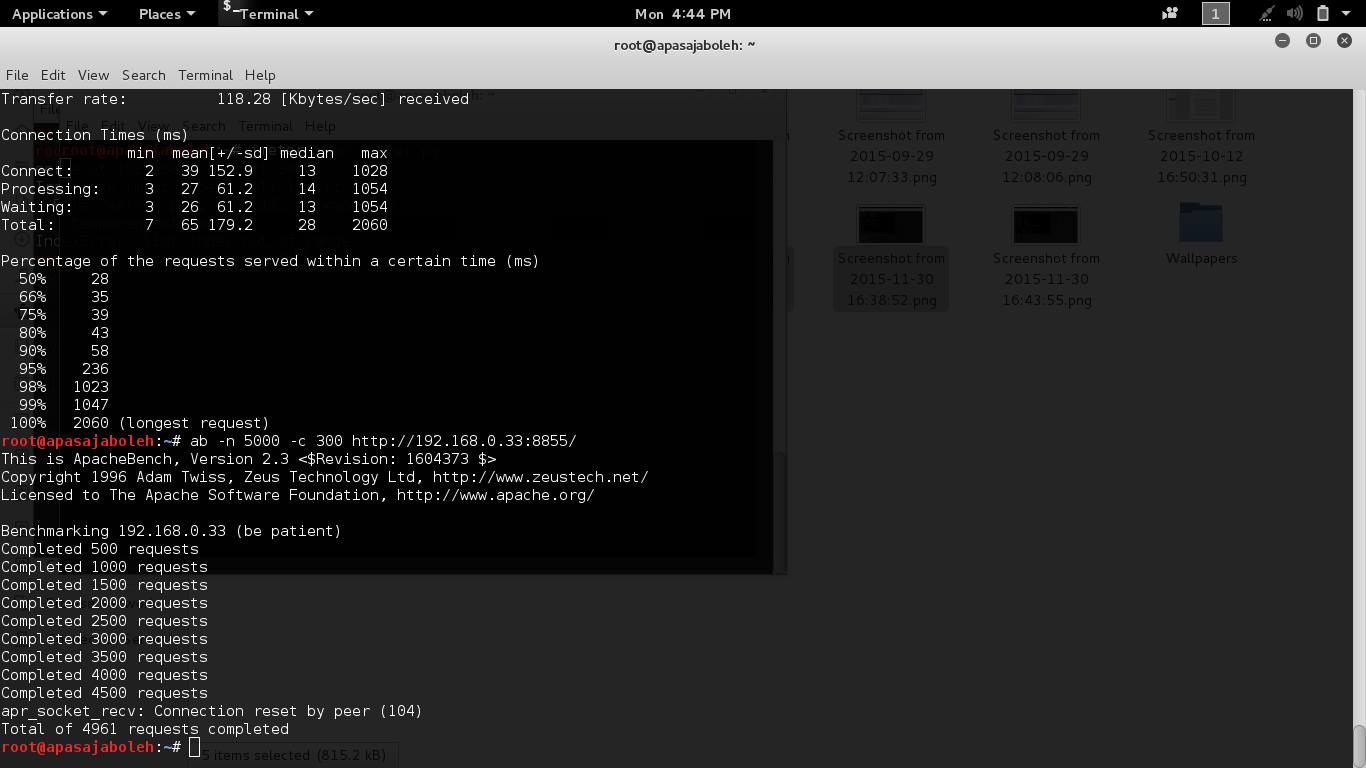 Applications Places $_ Terminal Mon 4:44 PM 1
root@apasajaboleh: ~
File Edit View Search Terminal Help
Transfer rate: 118.28 [Kbytes/sec] received
File Edit View Search Terminal Help
Connection Times (ms)
min mean[+/-sd] median max
Connect: 2 39 152.9 13 1028
Processing: 3 27 61.2 14 1054
Waiting: 3 26 61.2 13 1054
Total: 7 65 179.2 28 2060
Percentage of the requests served within a certain time (ms)
50% 28
66% 35
75% 39
80% 43
90% 58
95% 236
98% 1023
99% 1047
100% 2060 (longest request)
root@apasajaboleh:~# ab -n 5000 -c 300 http://192.168.0.33:8855/
This is ApacheBench, Version 2.3 <$Revision: 1604373 $>
Copyright 1996 Adam Twiss, Zeus Technology Ltd, http://www.zeustech.net/
Licensed to The Apache Software Foundation, http://www.apache.org/
Benchmarking 192.168.0.33 (be patient)
Completed 500 requests
Completed 1000 requests
Completed 1500 requests
Completed 2000 requests
Completed 2500 requests
Completed 3000 requests
Completed 3500 requests
Completed 4000 requests
Completed 4500 requests
apr_socket_recv: Connection reset by peer (104)
Total of 4961 requests completed
root@apasajaboleh:~#
Screenshot from
2015-09-29
12:07:33.png
Screenshot from
2015-09-29
12:08:06.png
Screenshot from
2015-10-12
16:50:31.png
Screenshot from
2015-11-30
16:38:52.png
Screenshot from
2015-11-30
16:43:55.png
Wallpapers
5 items selected (815.2 kB)